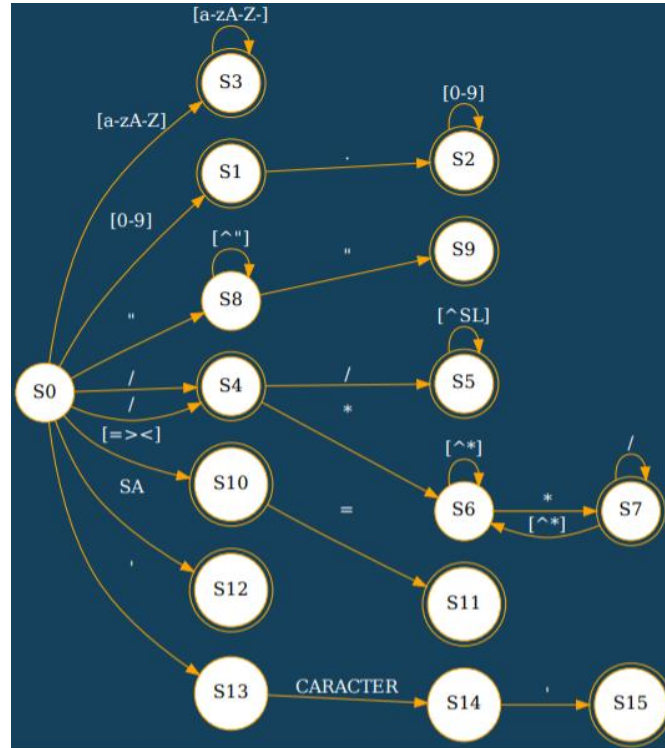 [a-zA-Z-]
S3
[a-zA-Z]
[0-9]
S2
.
S1
[0-9]
[^"]
S9
"
S8
"
[^SL]
S5
/
S4
/
/
*
S0
[=><]
[^*]
/
S10
SA
S6
*
S7
[^*]
=
'
S12
S11
S13
CARACTER
S14
'
S15